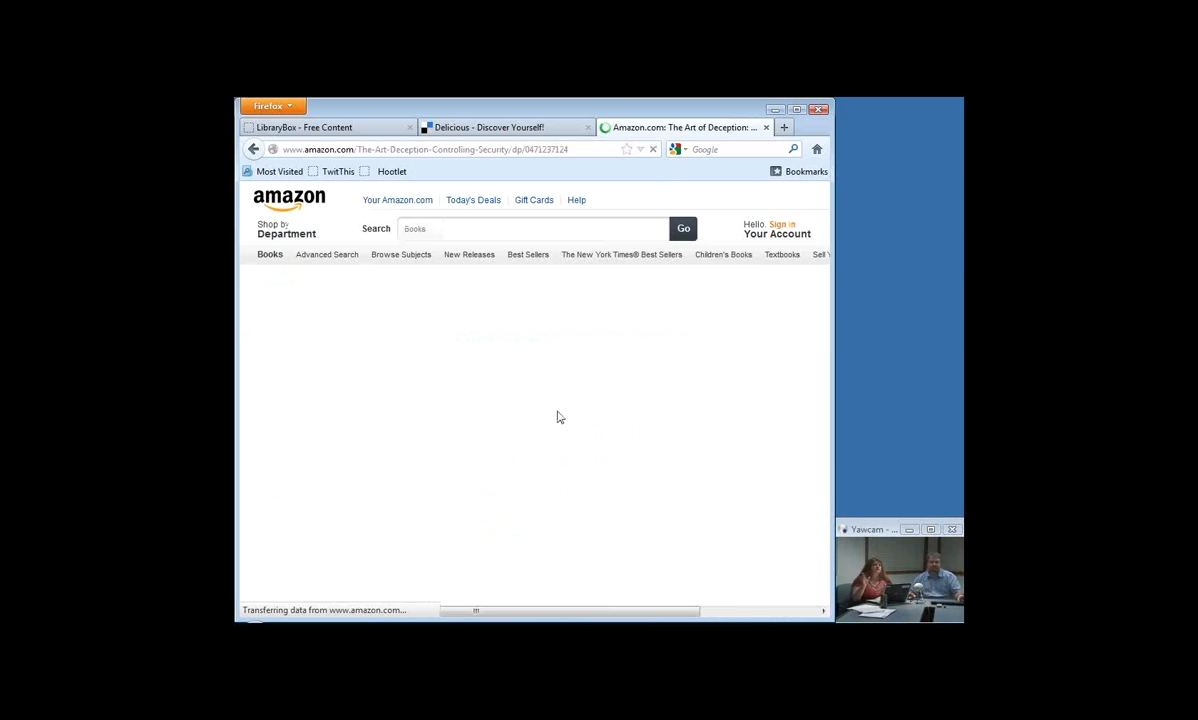 Firefox
LibraryBox - Free Content
Delicious - Discover Yourself!
Amazon.com: The Art of Deception: ...
www.amazon.com/The-Art-Deception-Controlling-Security/dp/0471237124
Google
Most Visited
TwitThis
Hootlet
Bookmarks
amazon
Your Amazon.com
Today's Deals
Gift Cards
Help
Shop by
Department
Search
Books
Go
Hello. Sign in
Your Account
Books
Advanced Search
Browse Subjects
New Releases
Best Sellers
The New York Times® Best Sellers
Children's Books
Textbooks
Sell Y
Transferring data from www.amazon.com...
Yawcam - ...